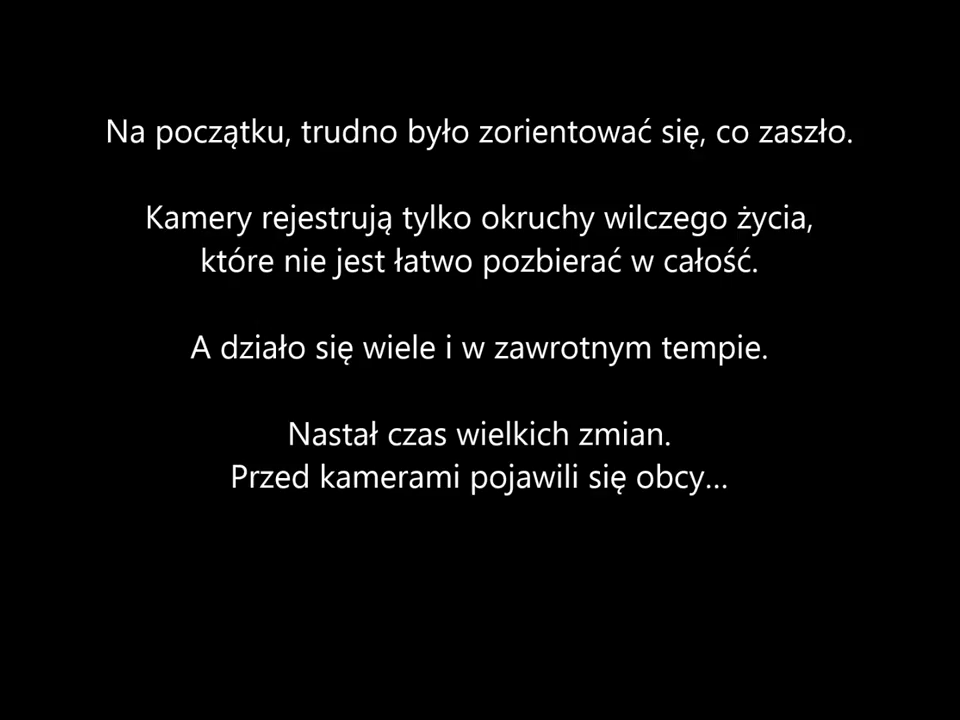 Na początku, trudno było zorientować się, co zaszło.
Kamery rejestrują tylko okruchy wilczego życia,
które nie jest łatwo pozbierać w całość.
A działo się wiele i w zawrotnym tempie.
Nastał czas wielkich zmian.
Przed kamerami pojawili się obcy...